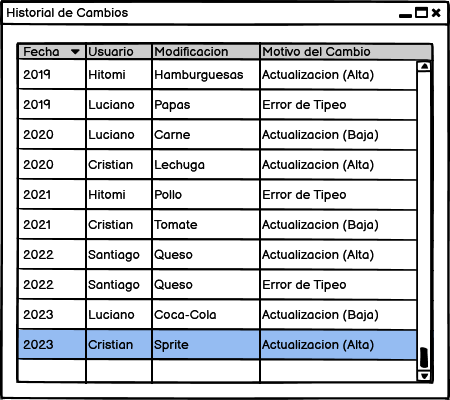 Historial de Cambios
Fecha Usuario Modificacion Motivo del Cambio
2019 Hitomi Hamburguesas Actualizacion (Alta)
2019 Luciano Papas Error de Tipeo
2020 Luciano Carne Actualizacion (Baja)
2020 Cristian Lechuga Actualizacion (Alta)
2021 Hitomi Pollo Error de Tipeo
2021 Cristian Tomate Actualizacion (Baja)
2022 Santiago Queso Actualizacion (Alta)
2022 Santiago Queso Error de Tipeo
2023 Luciano Coca-Cola Actualizacion (Baja)
2023 Cristian Sprite Actualizacion (Alta)